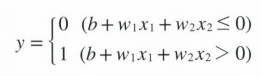 y = { 0 (b + w₁x₁ + w₂x₂ ≤ 0)
1 (b + w₁x₁ + w₂x₂ > 0)